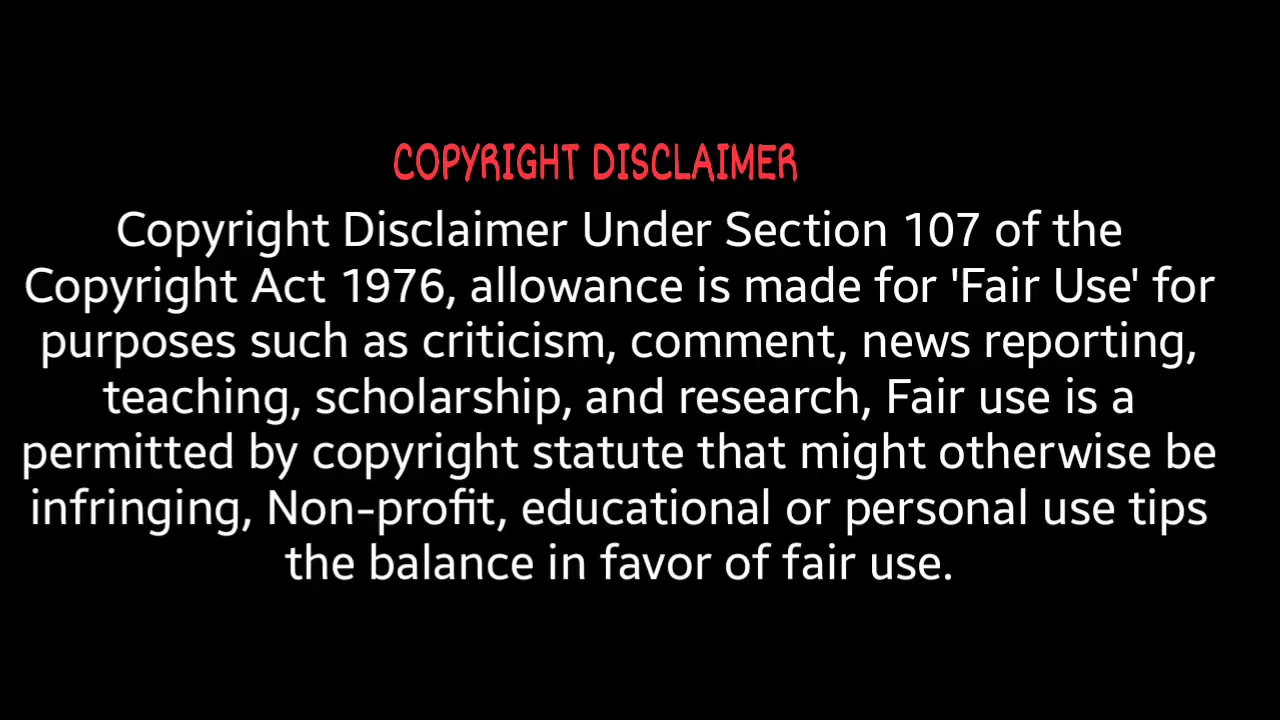 COPYRIGHT DISCLAIMER
Copyright Disclaimer Under Section 107 of the
Copyright Act 1976, allowance is made for 'Fair Use' for
purposes such as criticism, comment, news reporting,
teaching, scholarship, and research, Fair use is a
permitted by copyright statute that might otherwise be
infringing, Non-profit, educational or personal use tips
the balance in favor of fair use.